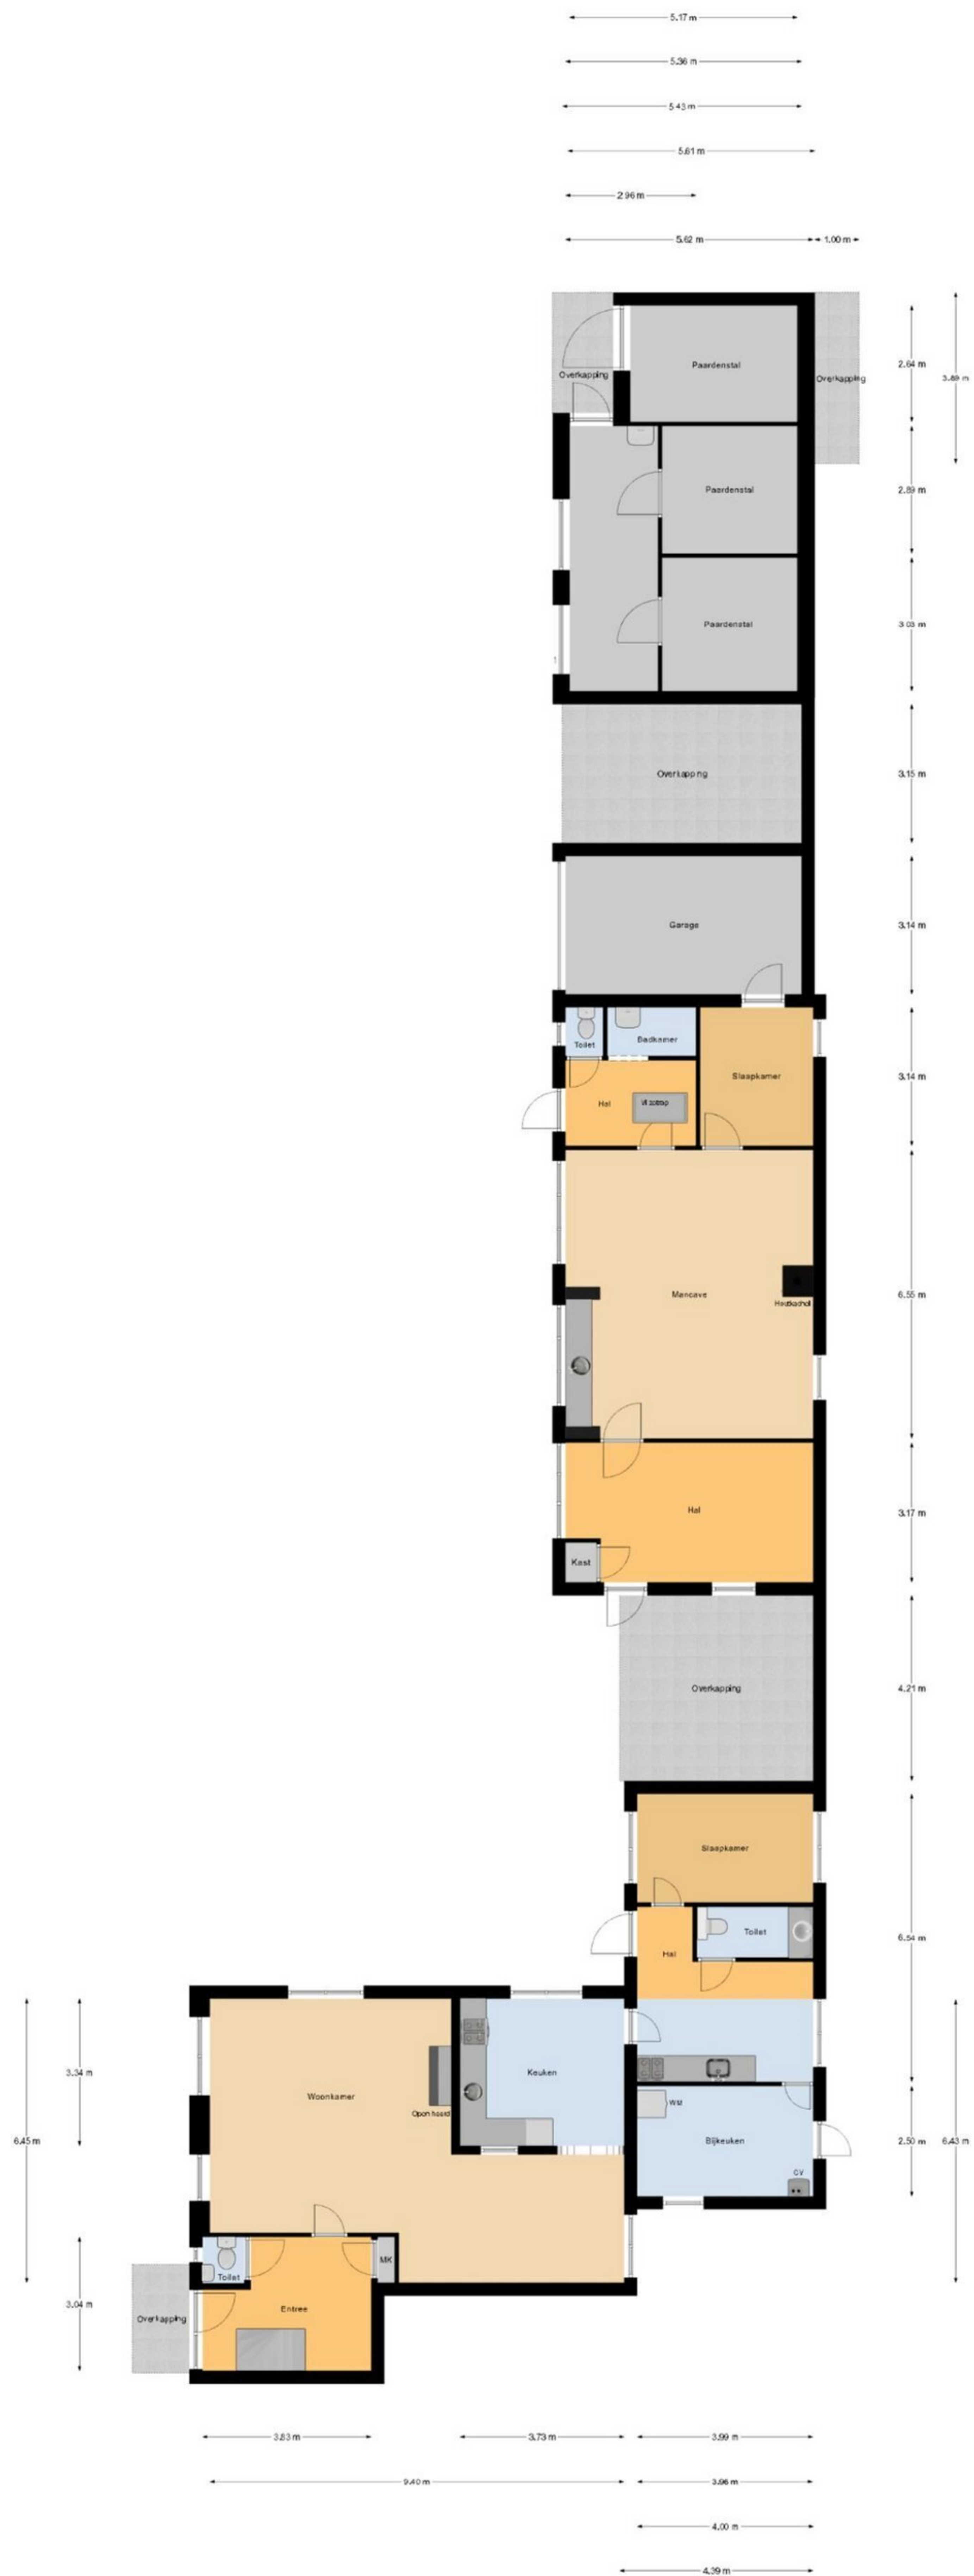 5.17 m
5.36 m
5.43 m
5.61 m
2.96 m
5.62 m
1.00 m
Paardenstal
Overkapping
Overkapping
2.64 m
3.89 m
Paardenstal
2.89 m
Paardenstal
3.03 m
Overkapping
3.15 m
Garage
3.14 m
Toilet
Badkamer
Slaapkamer
3.14 m
Hal
Vlizotrap
Mancave
6.55 m
Houtkachel
Hal
3.17 m
Kast
Overkapping
4.21 m
Slaapkamer
Toilet
Hal
6.54 m
Keuken
3.34 m
Woonkamer
Open haard
WM
6.45 m
Bijkeuken
2.50 m
6.43 m
CV
MK
Toilet
3.04 m
Entree
Overkapping
3.83 m
3.73 m
3.99 m
9.40 m
3.98 m
4.00 m
4.39 m